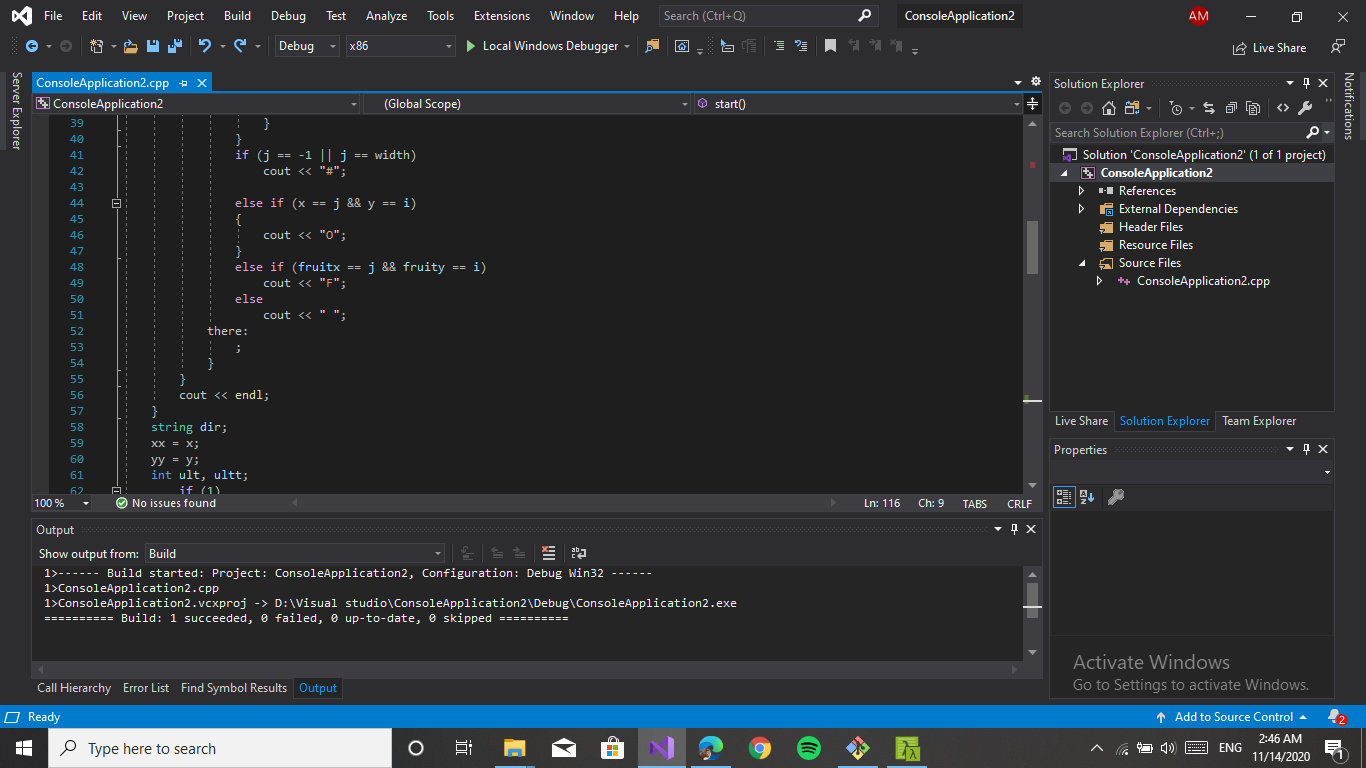 File Edit View Project Build Debug Test Analyze Tools Extensions Window Help Search (Ctrl+Q) ConsoleApplication2 AM
Debug x86 Local Windows Debugger Live Share
Server Explorer
ConsoleApplication2.cpp
ConsoleApplication2 (Global Scope) start()
39 }
40 }
41 if (j == -1 || j == width)
42 cout << "#";
43
44 else if (x == j && y == i)
45 {
46 cout << "O";
47 }
48 else if (fruitx == j && fruity == i)
49 cout << "F";
50 else
51 cout << " ";
52 there:
53 ;
54 }
55 }
56 cout << endl;
57 }
58 string dir;
59 xx = x;
60 yy = y;
61 int ult, ultt;
62 if (1)
100 % No issues found Ln: 116 Ch: 9 TABS CRLF
Output
Show output from: Build
1>------ Build started: Project: ConsoleApplication2, Configuration: Debug Win32 ------
1>ConsoleApplication2.cpp
1>ConsoleApplication2.vcxproj -> D:\Visual studio\ConsoleApplication2\Debug\ConsoleApplication2.exe
========== Build: 1 succeeded, 0 failed, 0 up-to-date, 0 skipped ==========
Call Hierarchy Error List Find Symbol Results Output
Solution Explorer
Search Solution Explorer (Ctrl+;)
Solution 'ConsoleApplication2' (1 of 1 project)
ConsoleApplication2
References
External Dependencies
Header Files
Resource Files
Source Files
ConsoleApplication2.cpp
Live Share Solution Explorer Team Explorer
Properties
Notifications
Activate Windows
Go to Settings to activate Windows.
Ready Add to Source Control 2
Type here to search ENG 2:46 AM
11/14/2020 1